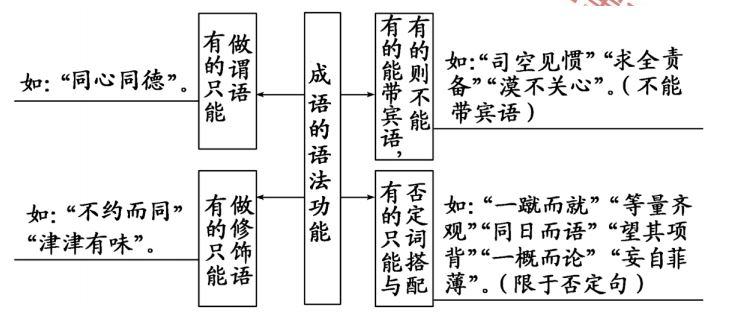 成语的语法功能
有的只能
做谓语
如：“同心同德”。
有的能带宾语，
有的则不能
如：“司空见惯”“求全责
备”“漠不关心”。（不能
带宾语）
有的只能
做修饰语
如：“不约而同”
“津津有味”。
有的只能与
否定词搭配
如：“一蹴而就”“等量齐
观”“同日而语”“望其项
背”“一概而论”“妄自菲
薄”。（限于否定句）